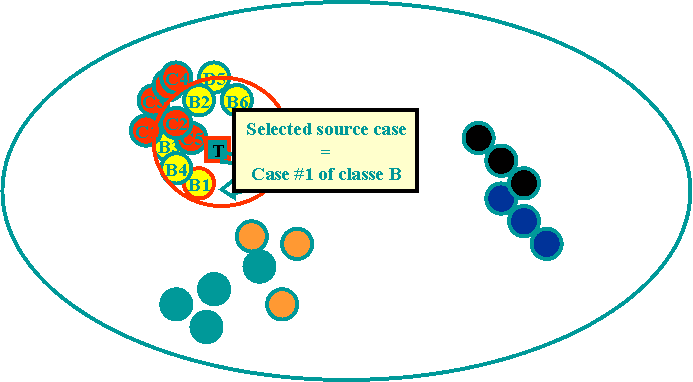 B5
B2
B6
T
B3
B4
B1
Selected source case
=
Case #1 of classe B